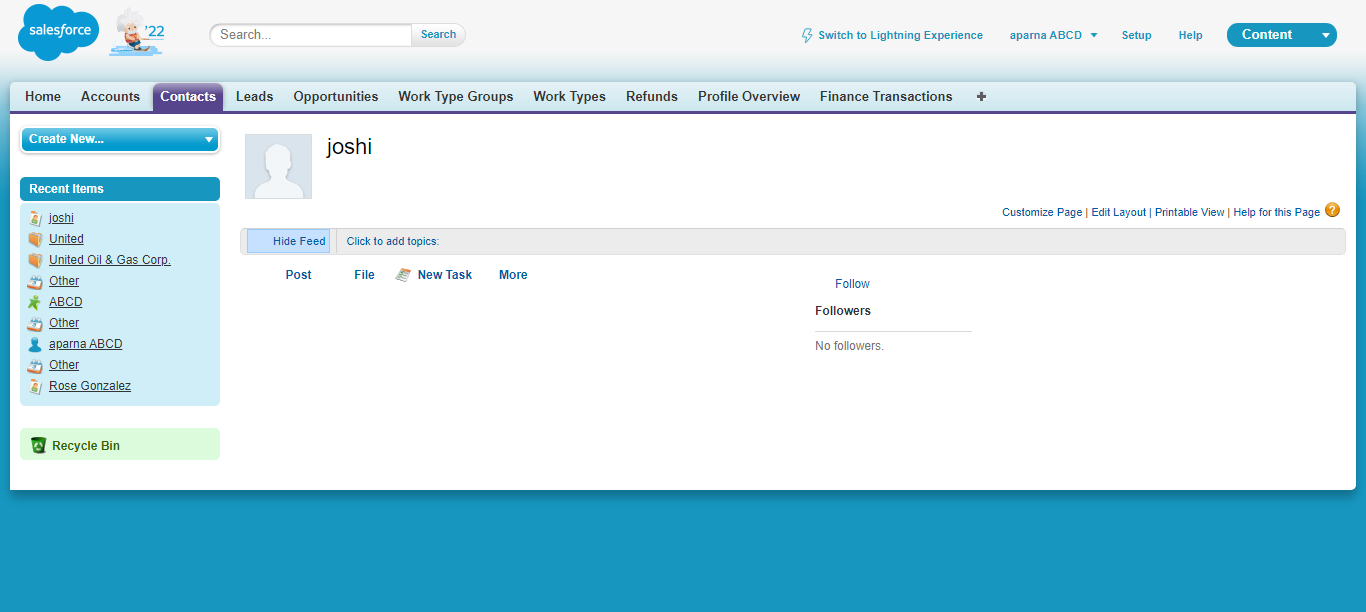 salesforce
'22
Search...
Search
Switch to Lightning Experience
aparna ABCD
Setup
Help
Content
Home
Accounts
Contacts
Leads
Opportunities
Work Type Groups
Work Types
Refunds
Profile Overview
Finance Transactions
+
Create New...
Recent Items
joshi
United
United Oil & Gas Corp.
Other
ABCD
Other
aparna ABCD
Other
Rose Gonzalez
Recycle Bin
joshi
Customize Page | Edit Layout | Printable View | Help for this Page ?
Hide Feed
Click to add topics:
Post
File
New Task
More
Follow
Followers
No followers.